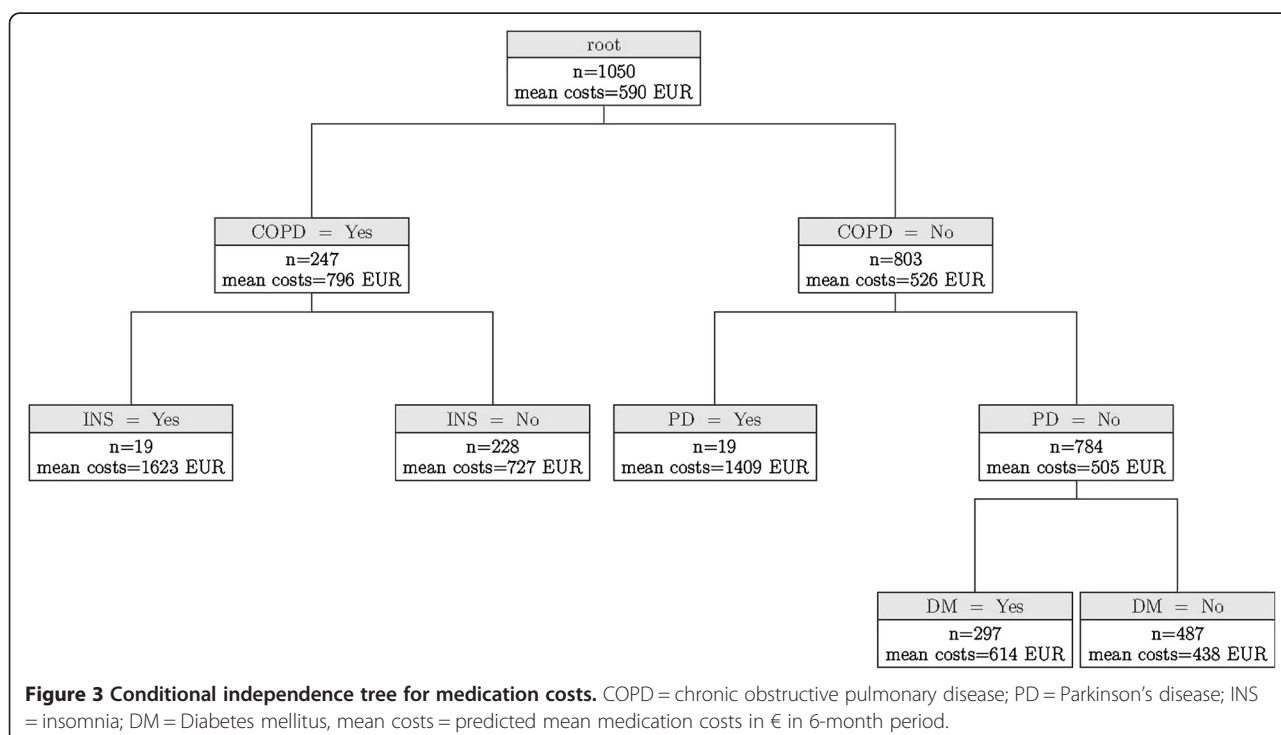 root
n=1050
mean costs=590 EUR
COPD = Yes
n=247
mean costs=796 EUR
COPD = No
n=803
mean costs=526 EUR
INS = Yes
n=19
mean costs=1623 EUR
INS = No
n=228
mean costs=727 EUR
PD = Yes
n=19
mean costs=1409 EUR
PD = No
n=784
mean costs=505 EUR
DM = Yes
n=297
mean costs=614 EUR
DM = No
n=487
mean costs=438 EUR
Figure 3 Conditional independence tree for medication costs. COPD = chronic obstructive pulmonary disease; PD = Parkinson's disease; INS
= insomnia; DM = Diabetes mellitus, mean costs = predicted mean medication costs in € in 6-month period.